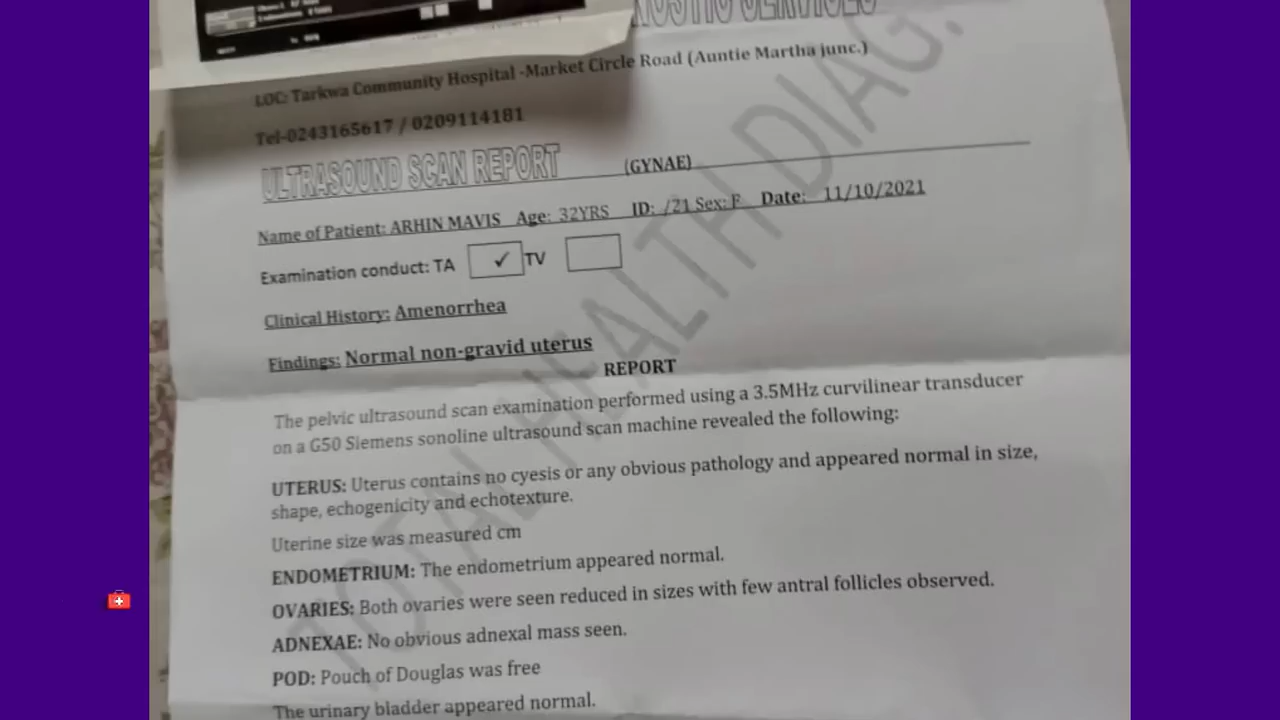 NOSTIC SERVICES
LOC: Tarkwa Community Hospital -Market Circle Road (Auntie Martha junc.)
Tel-0243165617 / 0209114181
ULTRASOUND SCAN REPORT (GYNAE)
Name of Patient: ARHIN MAVIS Age: 32YRS ID: /21 Sex: F Date: 11/10/2021
Examination conduct: TA ✓ TV
Clinical History: Amenorrhea
Findings: Normal non-gravid uterus
REPORT
The pelvic ultrasound scan examination performed using a 3.5MHz curvilinear transducer
on a G50 Siemens sonoline ultrasound scan machine revealed the following:
UTERUS: Uterus contains no cyesis or any obvious pathology and appeared normal in size,
shape, echogenicity and echotexture.
Uterine size was measured cm
ENDOMETRIUM: The endometrium appeared normal.
OVARIES: Both ovaries were seen reduced in sizes with few antral follicles observed.
ADNEXAE: No obvious adnexal mass seen.
POD: Pouch of Douglas was free
The urinary bladder appeared normal.
TOTAL HEALTH DIAG.